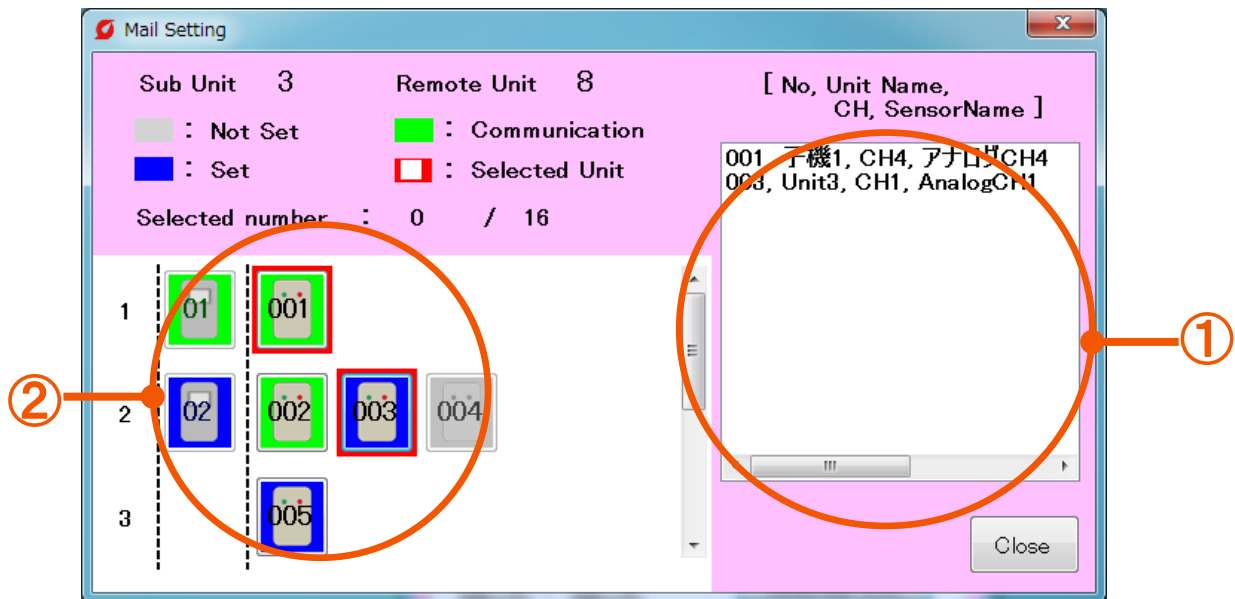 Mail Setting
Sub Unit 3 Remote Unit 8
: Not Set : Communication
: Set : Selected Unit
Selected number : 0 / 16
[ No, Unit Name,
CH, SensorName ]
001, 子機1, CH4, アナログCH4
003, Unit3, CH1, AnalogCH1
1 01 001
2 02 002 003 004
3 005
Close
①
②